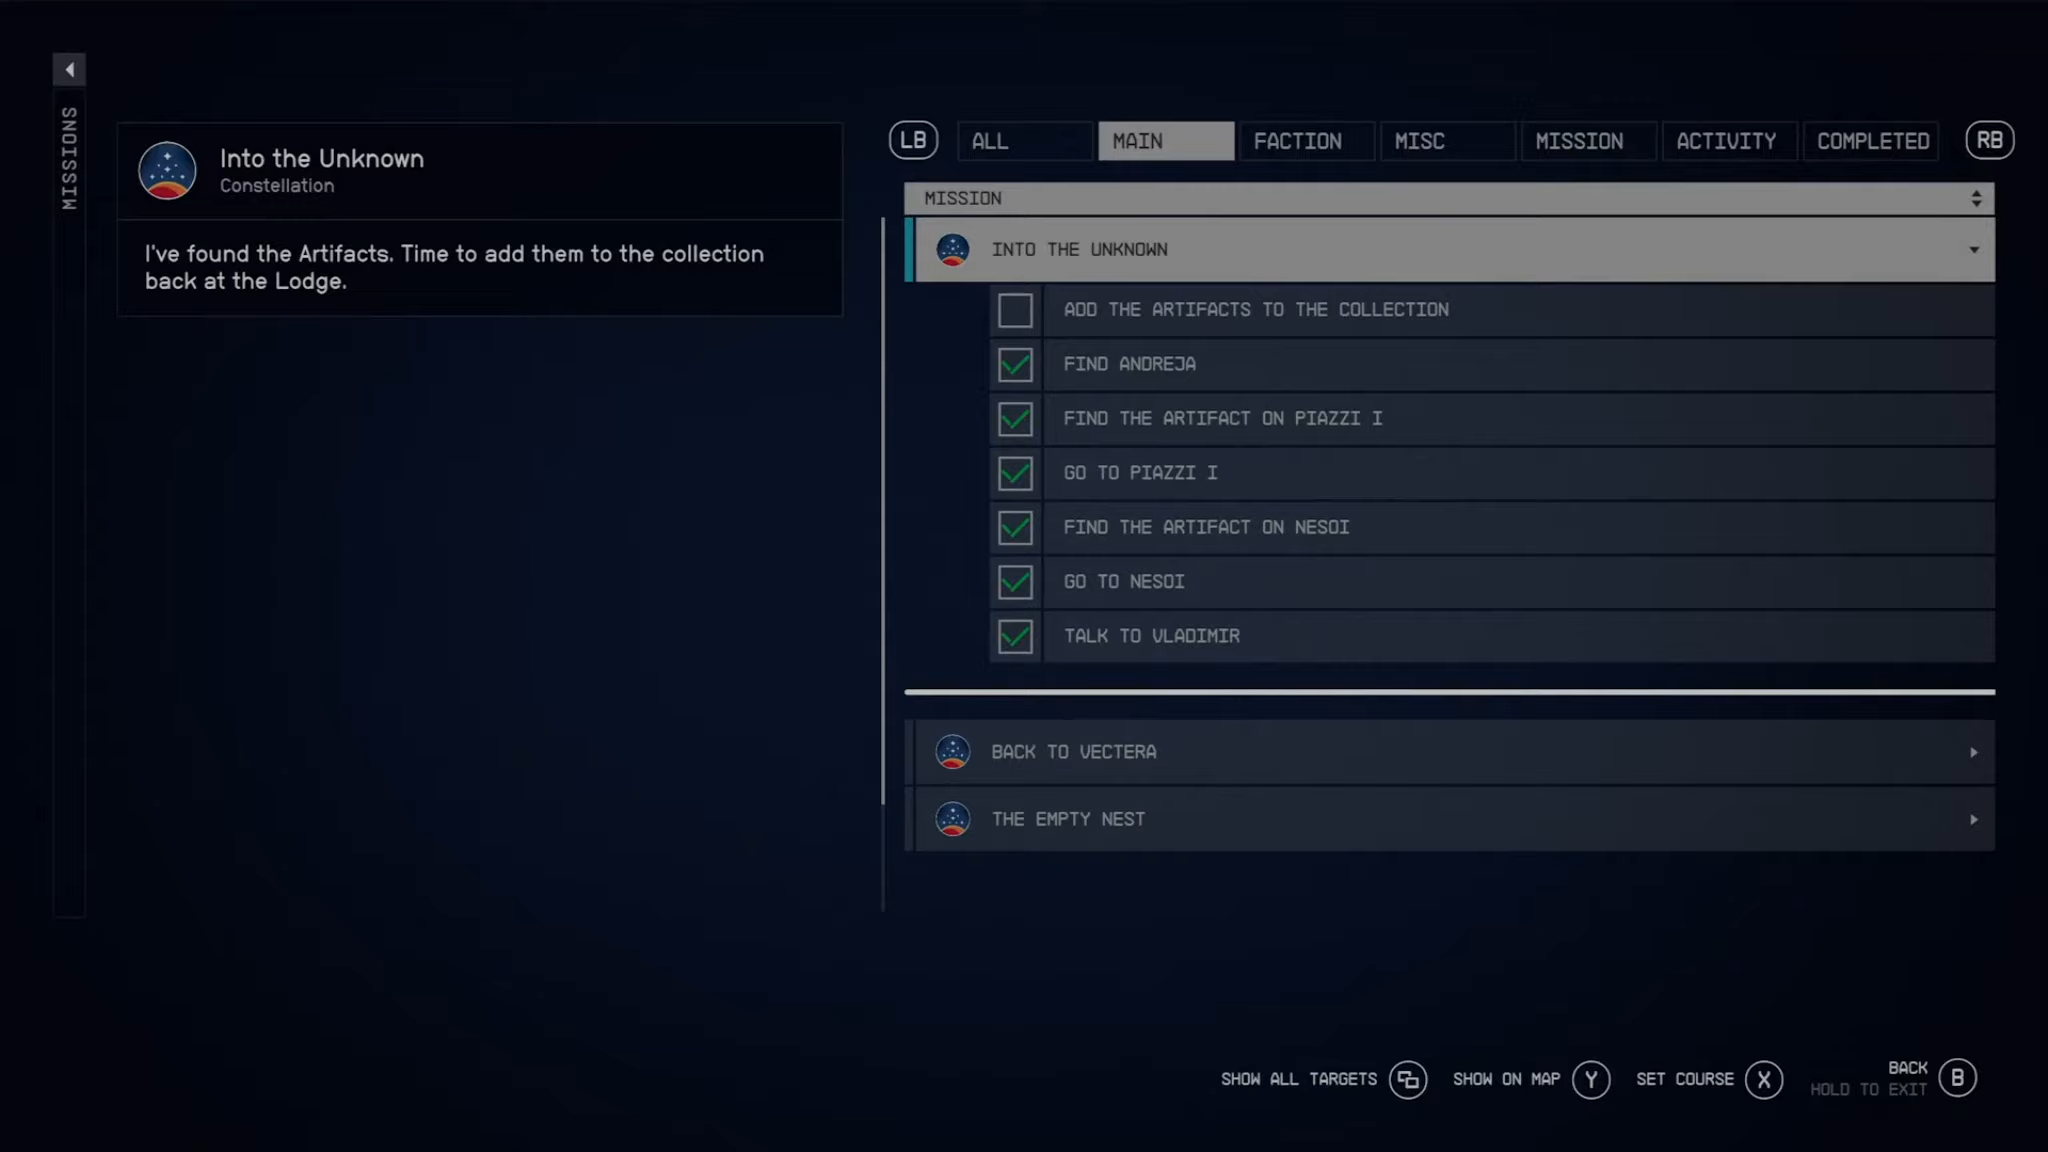 MISSIONS
Into the Unknown
Constellation
I've found the Artifacts. Time to add them to the collection
back at the Lodge.
LB ALL MAIN FACTION MISC MISSION ACTIVITY COMPLETED RB
MISSION
INTO THE UNKNOWN
ADD THE ARTIFACTS TO THE COLLECTION
FIND ANDREJA
FIND THE ARTIFACT ON PIAZZI I
GO TO PIAZZI I
FIND THE ARTIFACT ON NESOI
GO TO NESOI
TALK TO VLADIMIR
BACK TO VECTERA
THE EMPTY NEST
SHOW ALL TARGETS SHOW ON MAP Y SET COURSE X BACK B
HOLD TO EXIT